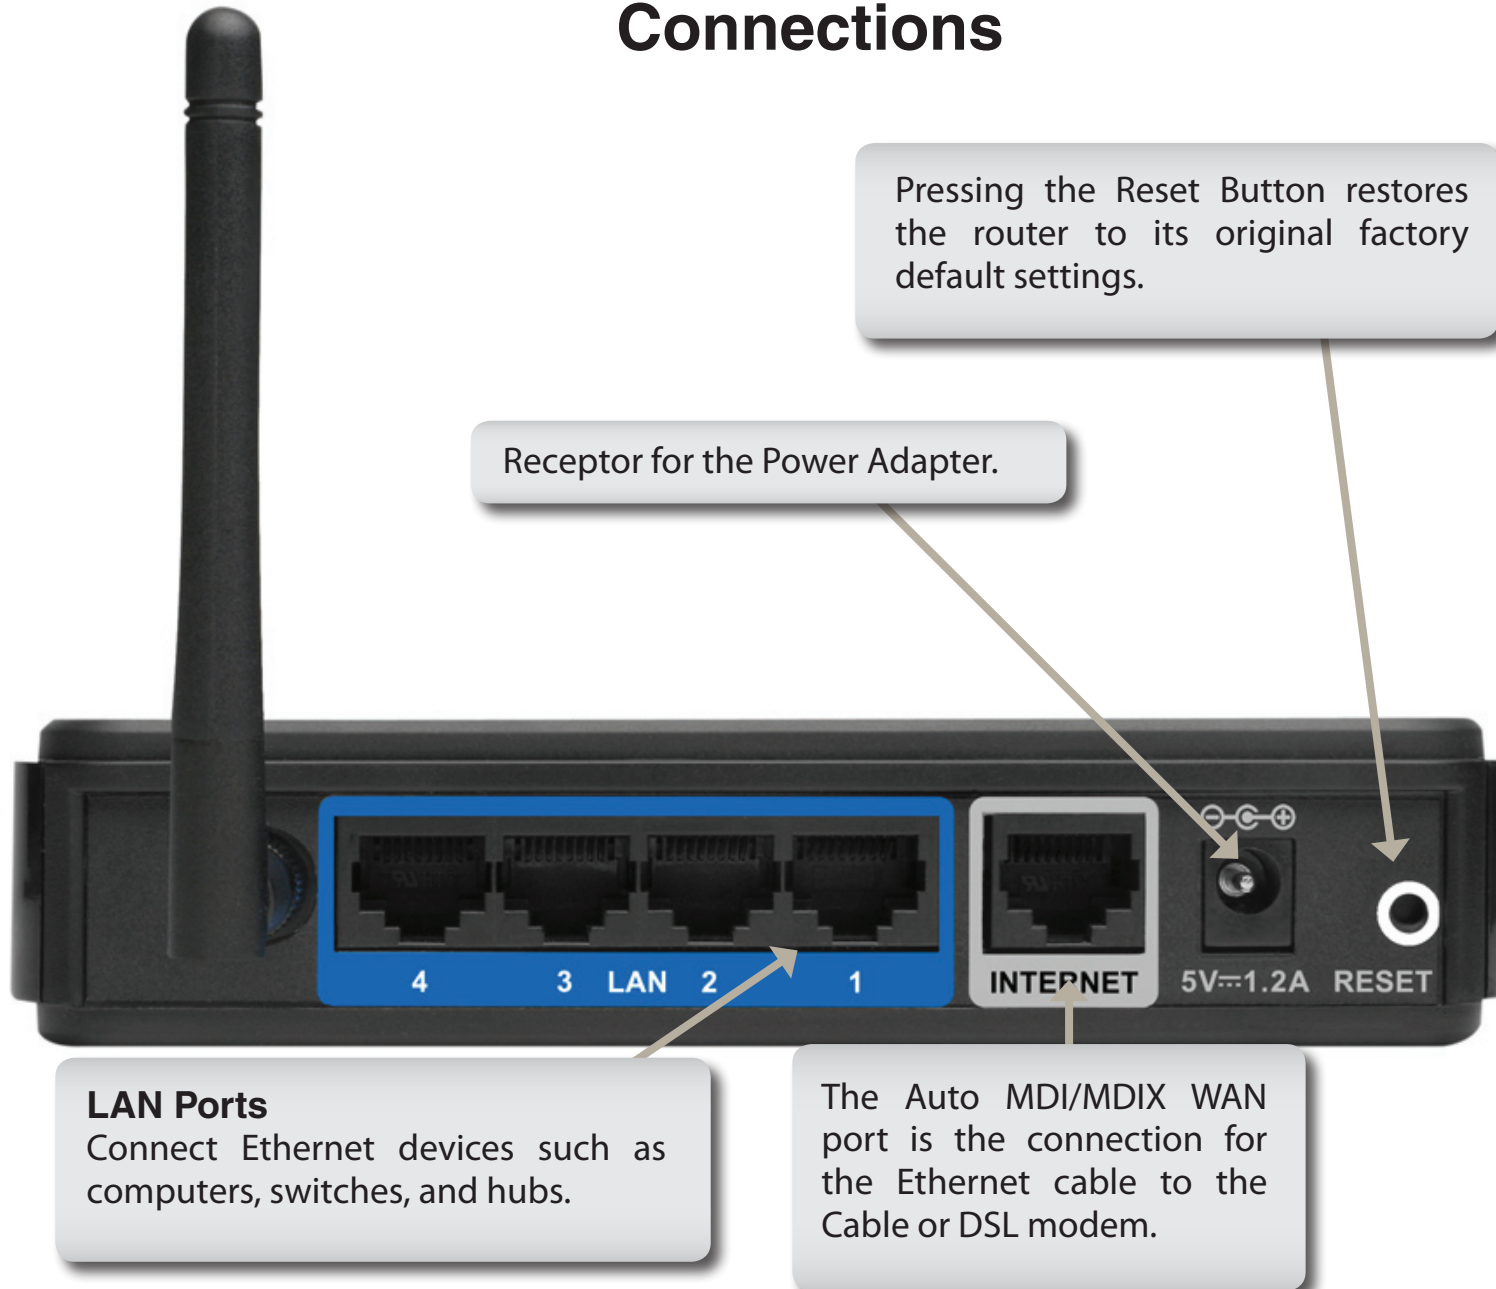 Connections
Pressing the Reset Button restores
the router to its original factory
default settings.
Receptor for the Power Adapter.
4 3 LAN 2 1
INTERNET
5V⎓1.2A
RESET
LAN Ports
Connect Ethernet devices such as
computers, switches, and hubs.
The Auto MDI/MDIX WAN
port is the connection for
the Ethernet cable to the
Cable or DSL modem.